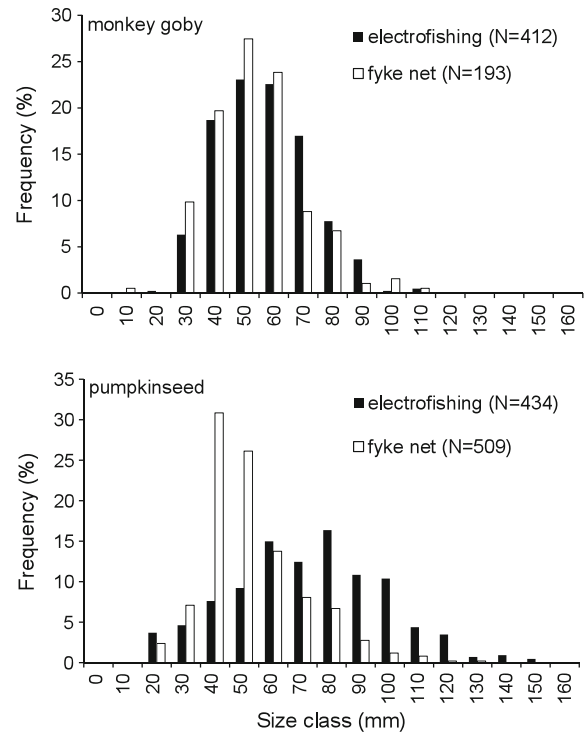 monkey goby
electrofishing (N=412)
fyke net (N=193)
Frequency (%)
30
25
20
15
10
5
0
0 10 20 30 40 50 60 70 80 90 100 110 120 130 140 150 160
pumpkinseed
electrofishing (N=434)
fyke net (N=509)
Frequency (%)
35
30
25
20
15
10
5
0
0 10 20 30 40 50 60 70 80 90 100 110 120 130 140 150 160
Size class (mm)